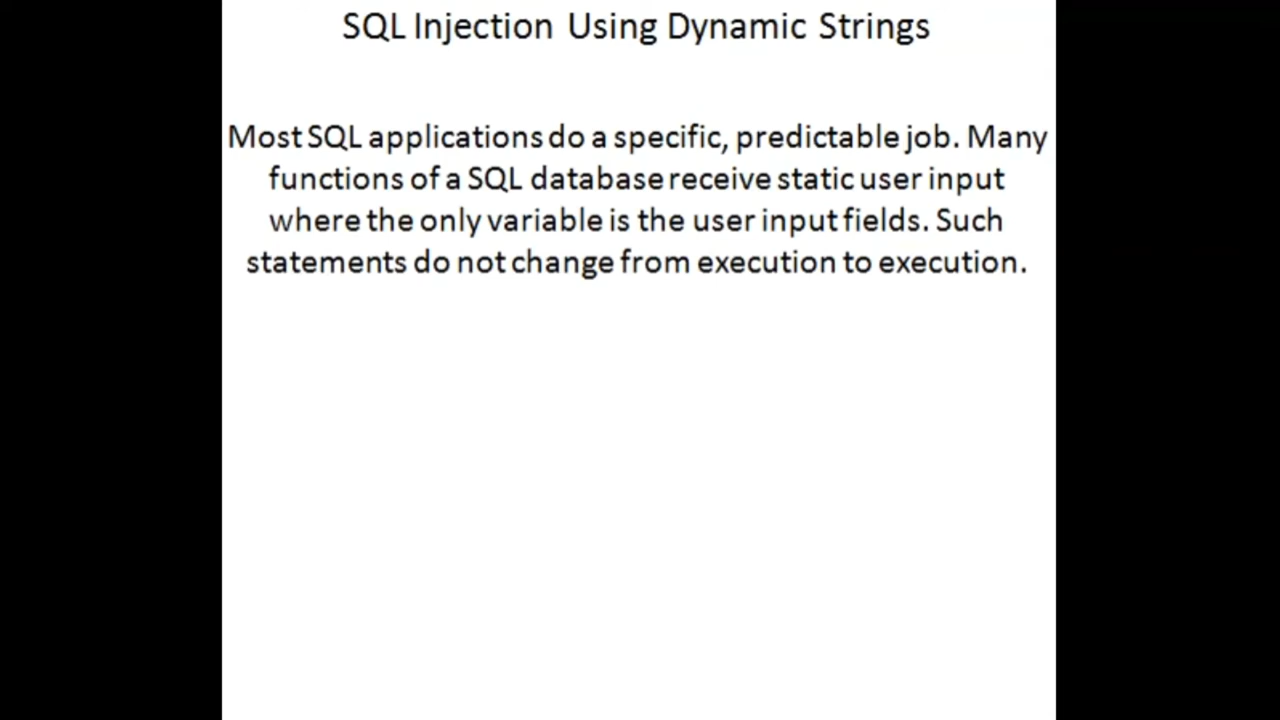 SQL Injection Using Dynamic Strings
Most SQL applications do a specific, predictable job. Many
functions of a SQL database receive static user input
where the only variable is the user input fields. Such
statements do not change from execution to execution.